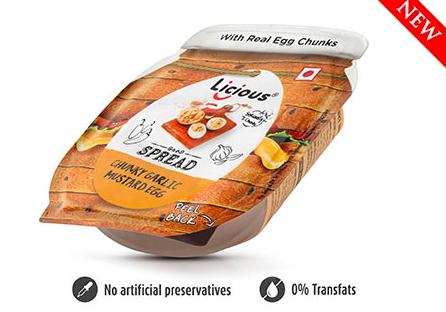 NEW
With Real Egg Chunks
Licious®
SPREAD
CHUNKY GARLIC
MUSTARD EGG
PEEL
BACK
No artificial preservatives
0% Transfats